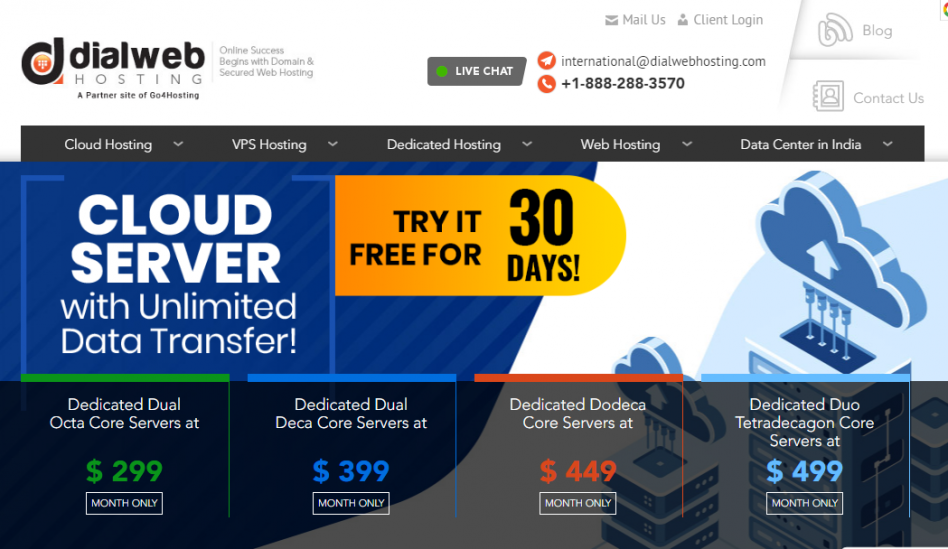 Mail Us
Client Login
Blog
dialweb
HOSTING
A Partner site of Go4Hosting
Online Success
Begins with Domain &
Secured Web Hosting
LIVE CHAT
international@dialwebhosting.com
+1-888-288-3570
Contact Us
Cloud Hosting
VPS Hosting
Dedicated Hosting
Web Hosting
Data Center in India
CLOUD
SERVER
with Unlimited
Data Transfer!
TRY IT
FREE FOR
30
DAYS!
Dedicated Dual
Octa Core Servers at
$ 299
MONTH ONLY
Dedicated Dual
Deca Core Servers at
$ 399
MONTH ONLY
Dedicated Dodeca
Core Servers at
$ 449
MONTH ONLY
Dedicated Duo
Tetradecagon Core
Servers at
$ 499
MONTH ONLY